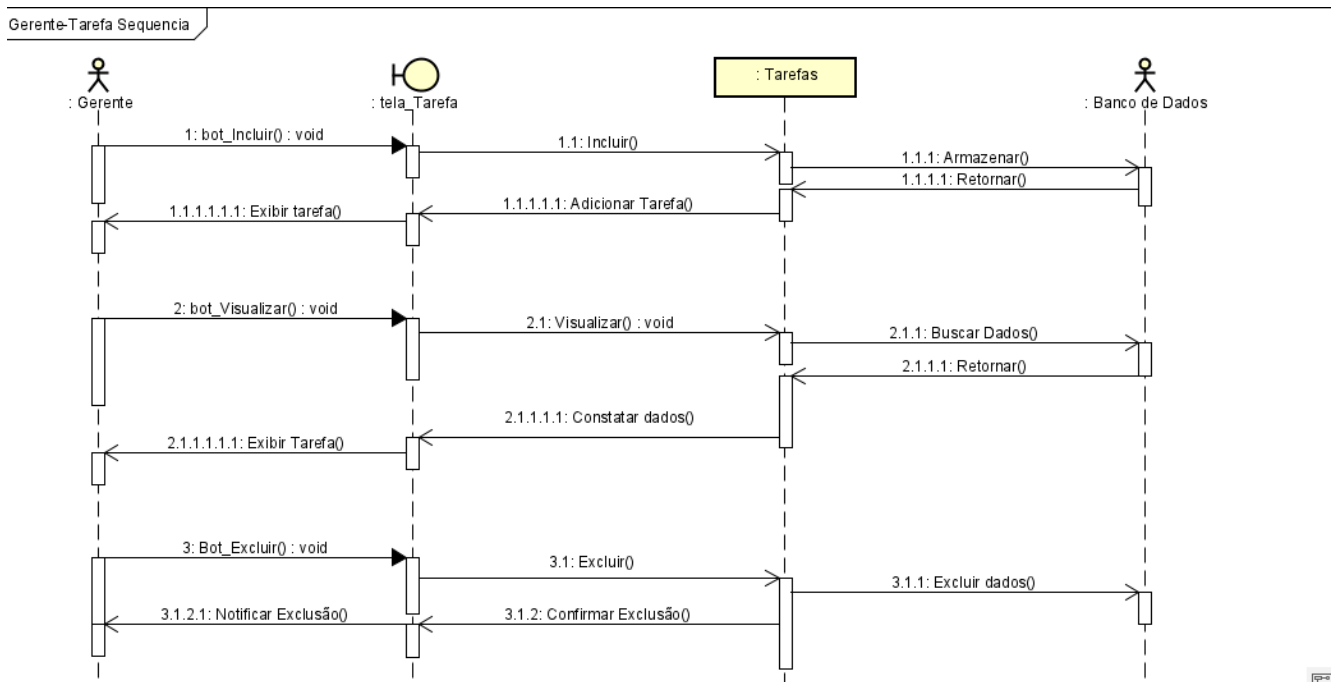 Gerente-Tarefa Sequencia
: Gerente
: tela_Tarefa
: Tarefas
: Banco de Dados
1: bot_Incluir() : void
1.1: Incluir()
1.1.1: Armazenar()
1.1.1.1: Retornar()
1.1.1.1.1: Adicionar Tarefa()
1.1.1.1.1.1: Exibir tarefa()
2: bot_Visualizar() : void
2.1: Visualizar() : void
2.1.1: Buscar Dados()
2.1.1.1: Retornar()
2.1.1.1.1: Constatar dados()
2.1.1.1.1.1: Exibir Tarefa()
3: Bot_Excluir() : void
3.1: Excluir()
3.1.1: Excluir dados()
3.1.2: Confirmar Exclusão()
3.1.2.1: Notificar Exclusão()